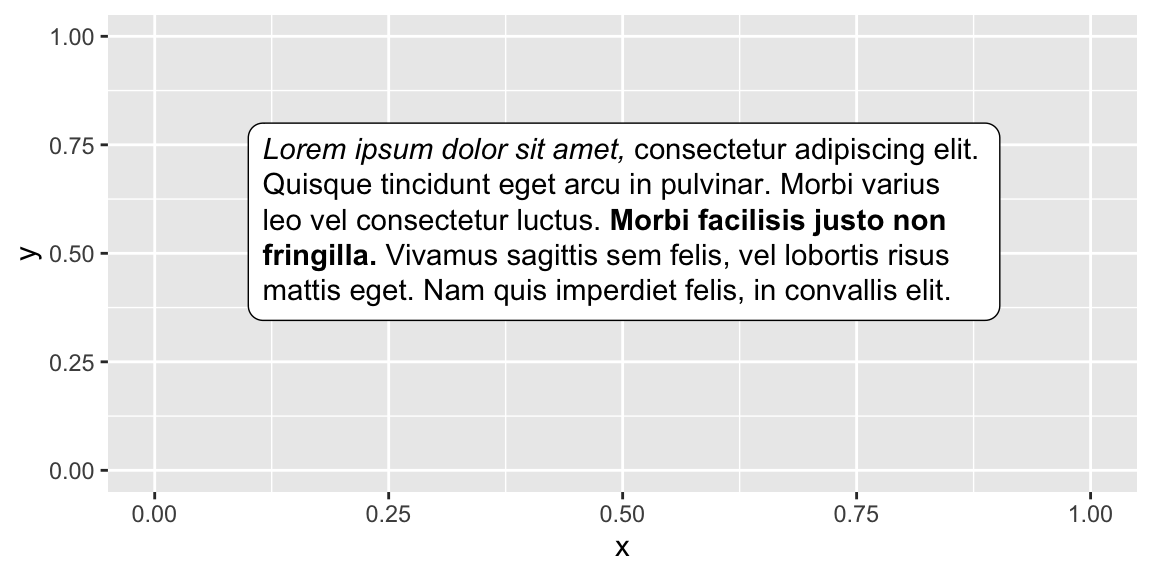 1.00
0.75
0.50
0.25
0.00
y
*Lorem ipsum dolor sit amet,* consectetur adipiscing elit.
Quisque tincidunt eget arcu in pulvinar. Morbi varius
leo vel consectetur luctus. **Morbi facilisis justo non**
**fringilla.** Vivamus sagittis sem felis, vel lobortis risus
mattis eget. Nam quis imperdiet felis, in convallis elit.
0.00 0.25 0.50 0.75 1.00
x